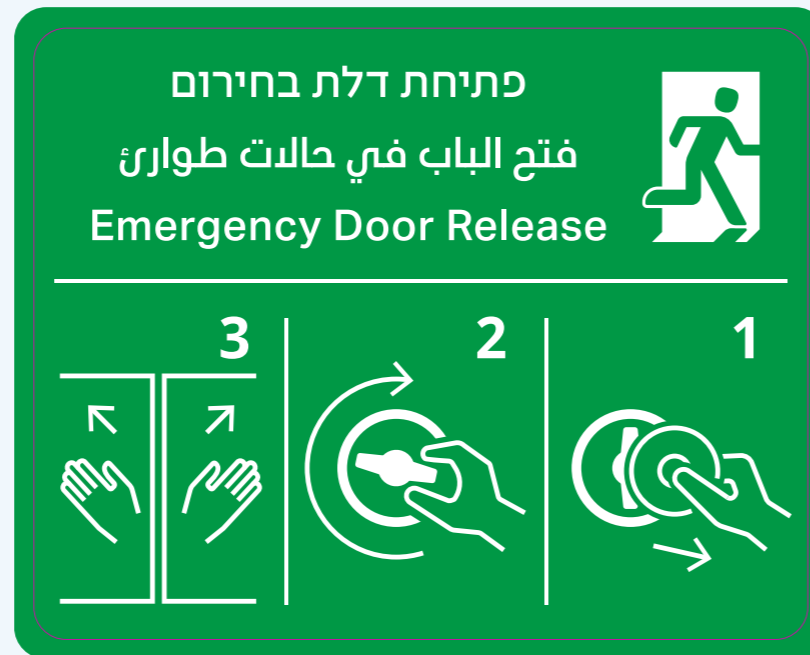 פתיחת דלת בחירום
فتح الباب في حالات طوارئ
Emergency Door Release
1
2
3